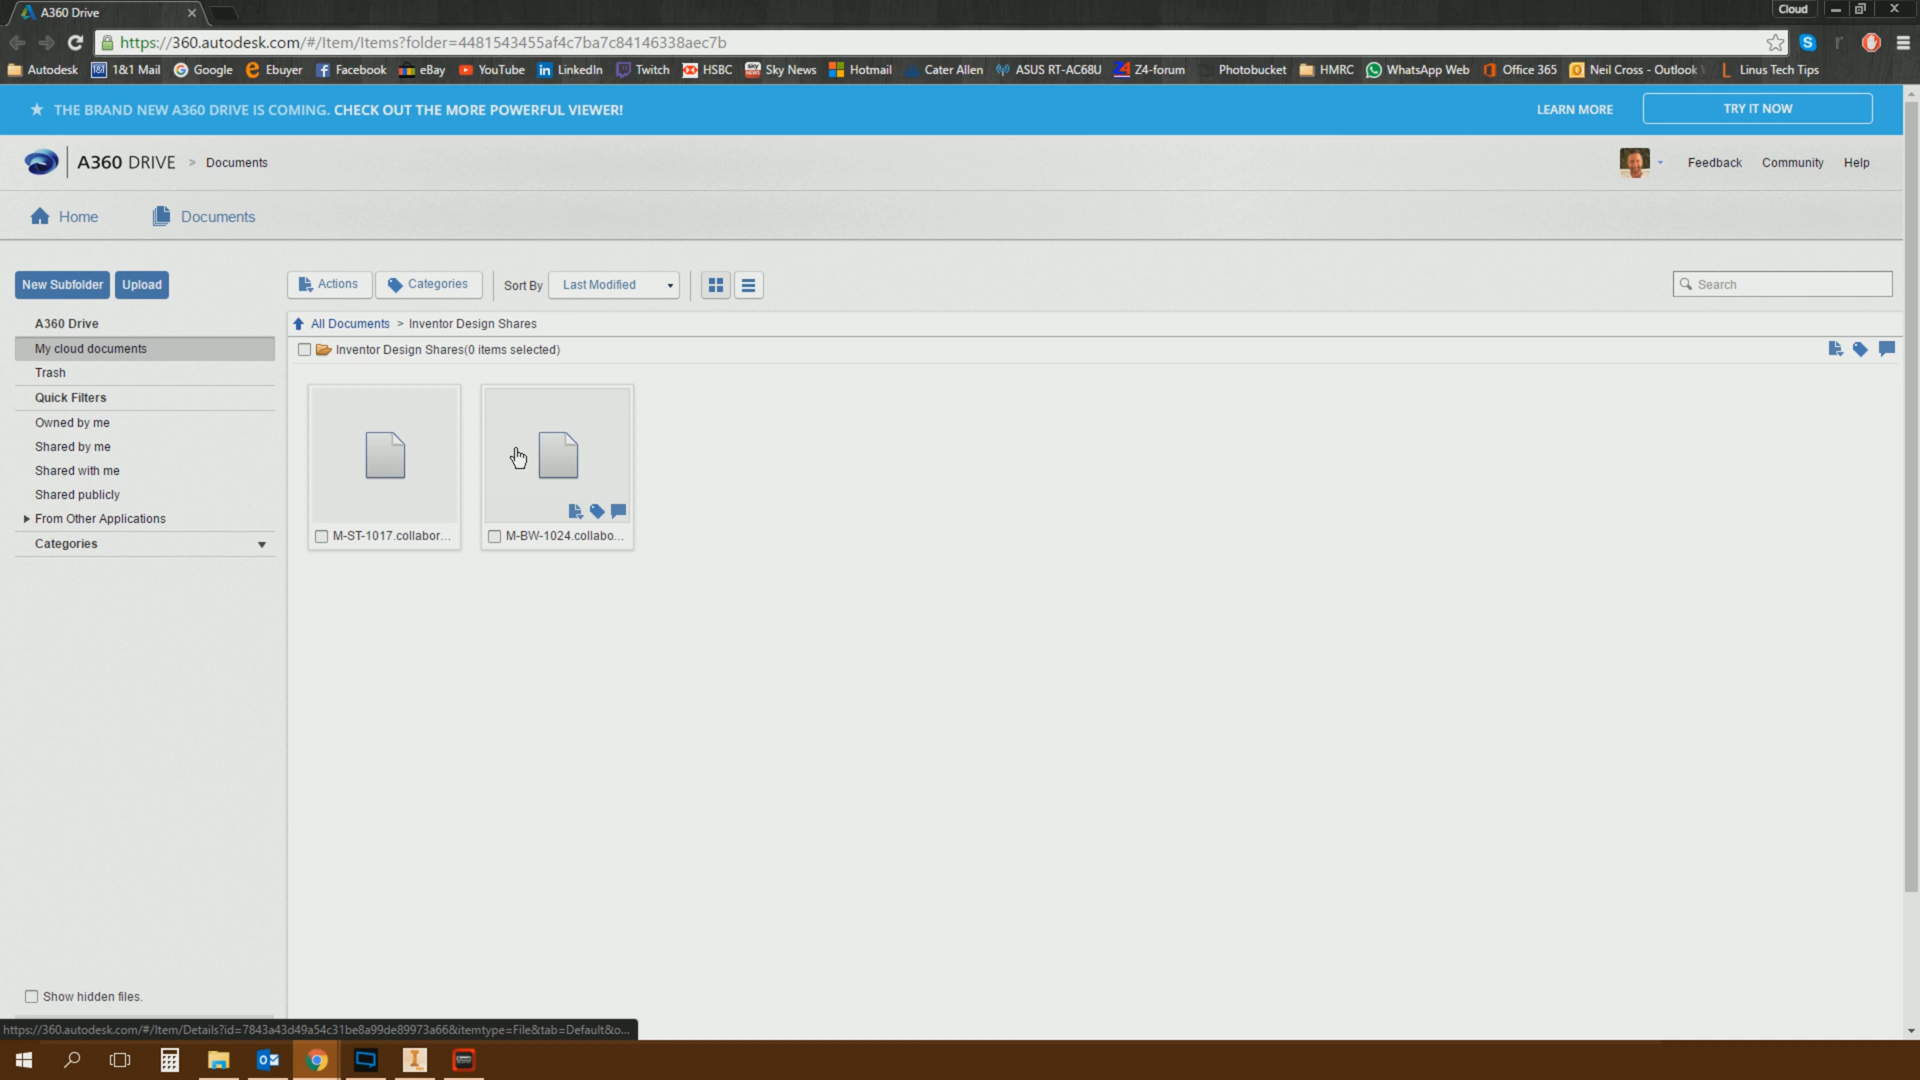 A360 Drive
Cloud
https://360.autodesk.com/#/Item/Items?folder=4481543455af4c7ba7c84146338aec7b
Autodesk 1&1 Mail Google Ebuyer Facebook eBay YouTube LinkedIn Twitch HSBC Sky News Hotmail Cater Allen ASUS RT-AC68U Z4-forum Photobucket HMRC WhatsApp Web Office 365 Neil Cross - Outlook Linus Tech Tips
THE BRAND NEW A360 DRIVE IS COMING. CHECK OUT THE MORE POWERFUL VIEWER!
LEARN MORE
TRY IT NOW
A360 DRIVE > Documents
Feedback Community Help
Home Documents
New Subfolder Upload
Actions Categories Sort By Last Modified
Search
A360 Drive
My cloud documents
Trash
Quick Filters
Owned by me
Shared by me
Shared with me
Shared publicly
From Other Applications
Categories
All Documents > Inventor Design Shares
Inventor Design Shares(0 items selected)
M-ST-1017.collabor...
M-BW-1024.collabo...
Show hidden files.
https://360.autodesk.com/#/Item/Details?id=7843a43d49a54c31be8a99de89973a66&itemtype=File&tab=Default&o...